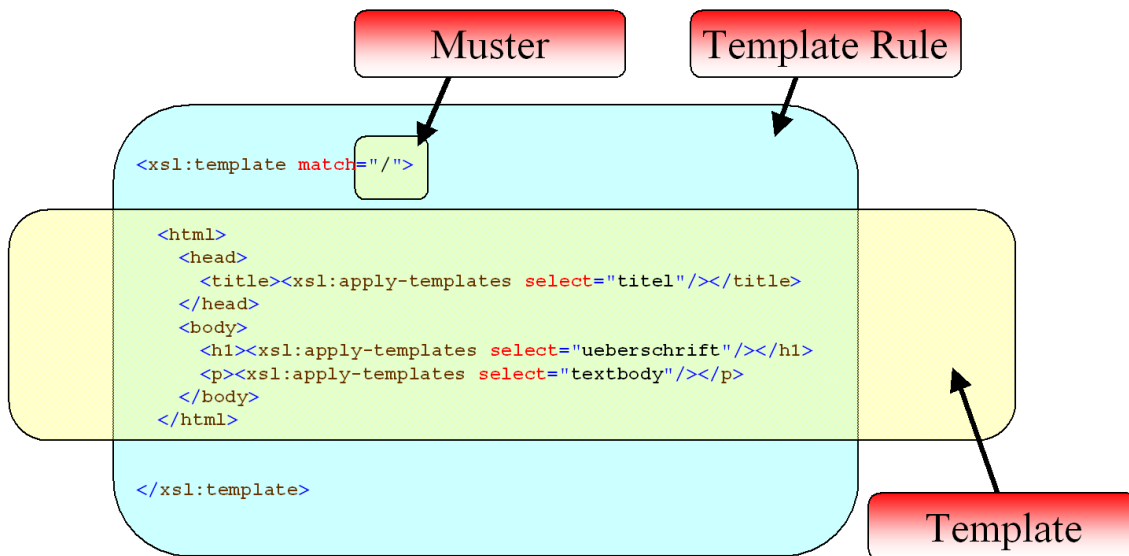 Muster
Template Rule
<xsl:template match="/">
<html>
<head>
<title><xsl:apply-templates select="titel"/></title>
</head>
<body>
<h1><xsl:apply-templates select="ueberschrift"/></h1>
<p><xsl:apply-templates select="textbody"/></p>
</body>
</html>
</xsl:template>
Template